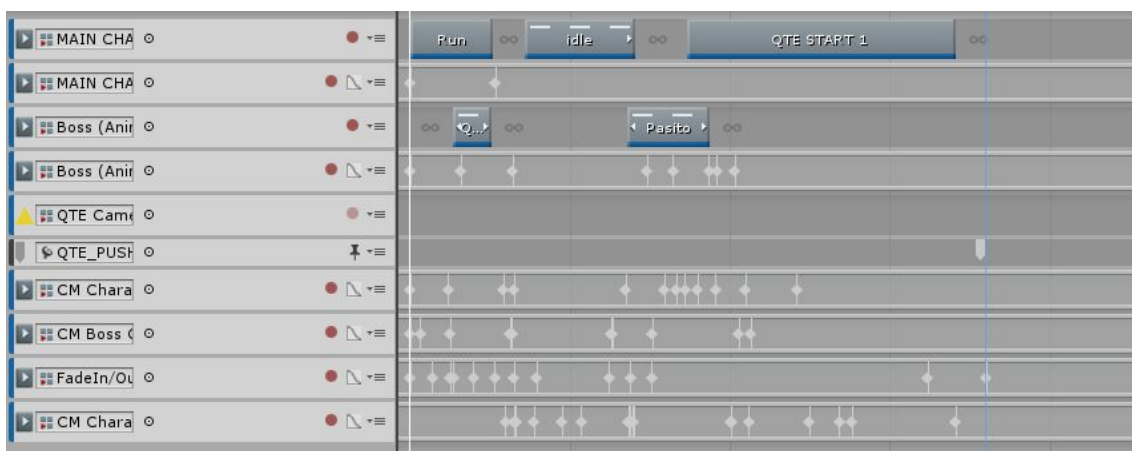 MAIN CHA Run idle QTE START 1
MAIN CHA
Boss (Anir Q... Pasito
Boss (Anir
QTE Came
QTE_PUSH
CM Chara
CM Boss C
FadeIn/Ou
CM Chara